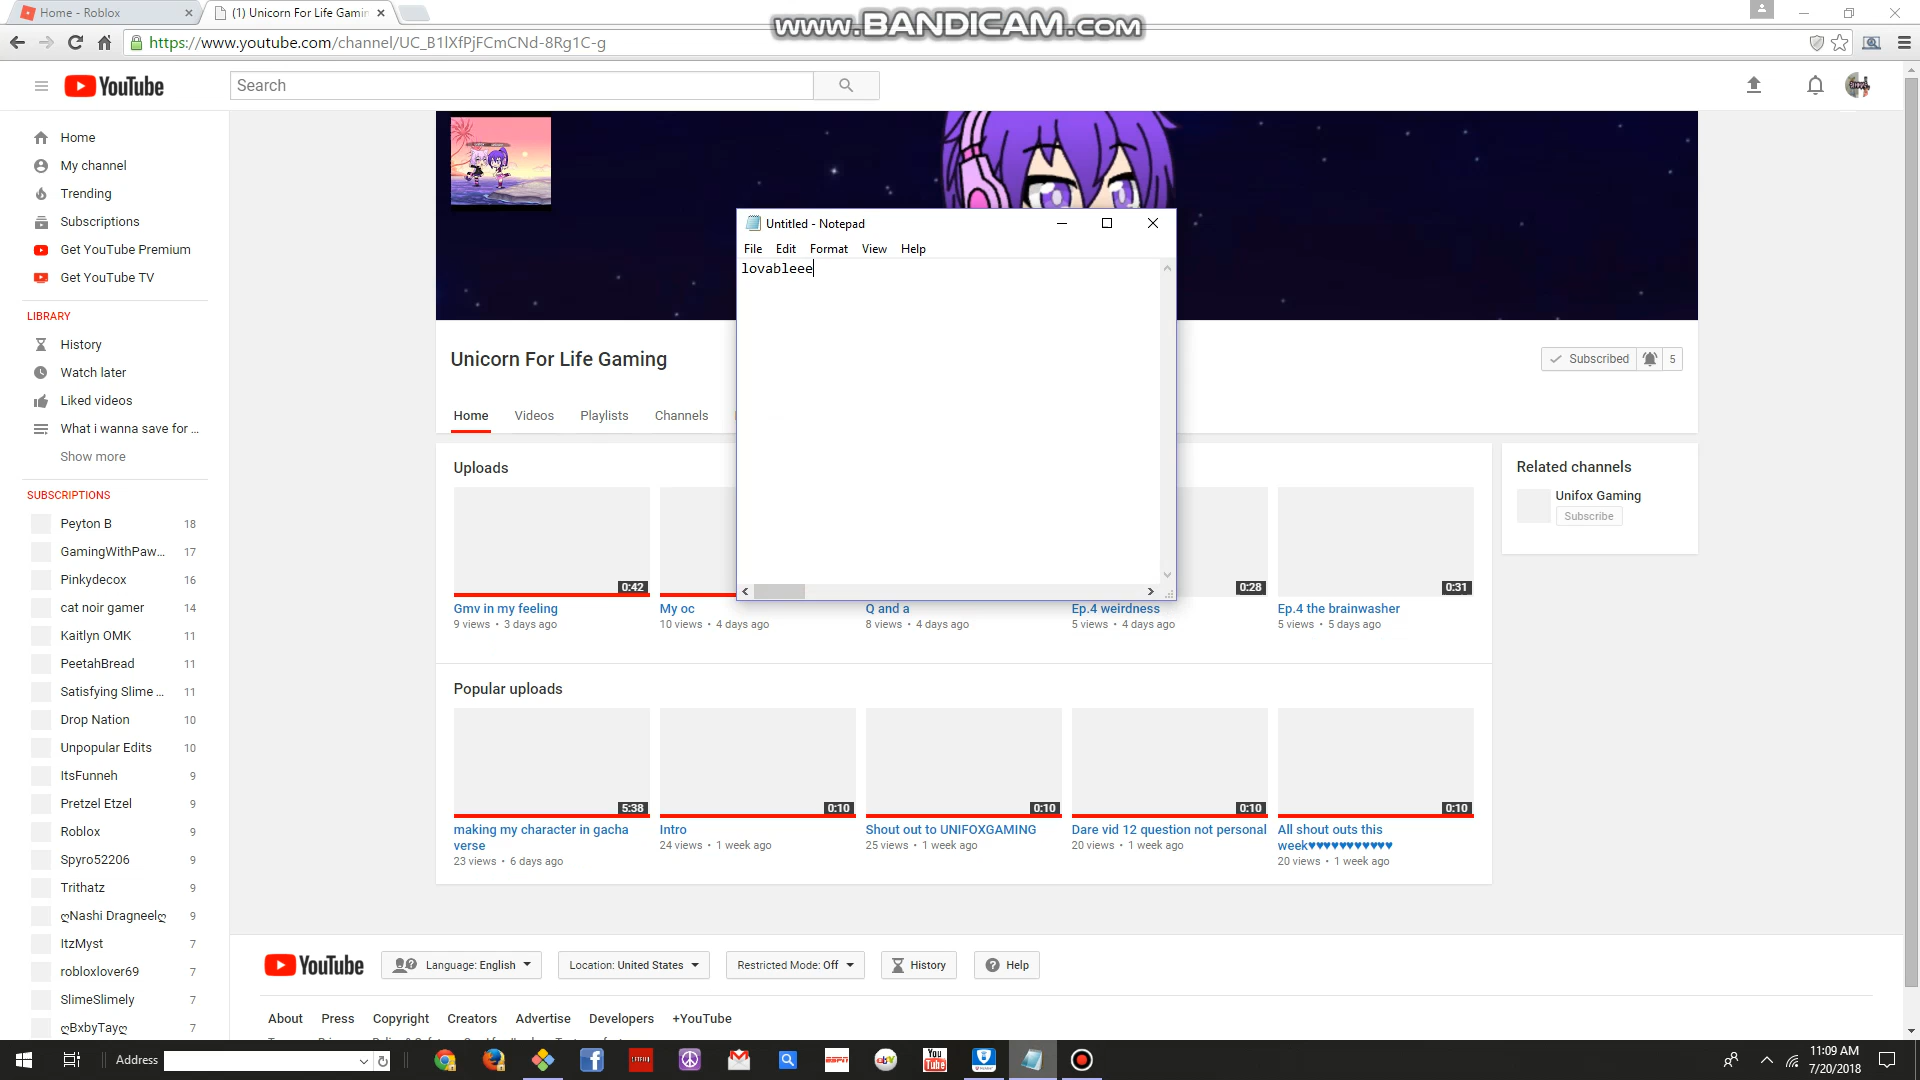 Home - Roblox
(1) Unicorn For Life Gamin
www.BANDICAM.com
https://www.youtube.com/channel/UC_B1lXfPjFCmCNd-8Rg1C-g
YouTube
Search
Home
My channel
Trending
Subscriptions
Get YouTube Premium
Get YouTube TV
LIBRARY
History
Watch later
Liked videos
What i wanna save for ...
Show more
SUBSCRIPTIONS
Peyton B 18
GamingWithPaw... 17
Pinkydecox 16
cat noir gamer 14
Kaitlyn OMK 11
PeetahBread 11
Satisfying Slime ... 11
Drop Nation 10
Unpopular Edits 10
ItsFunneh 9
Pretzel Etzel 9
Roblox 9
Spyro52206 9
Trithatz 9
ღNashi Dragneelღ 9
ItzMyst 7
robloxlover69 7
SlimeSlimely 7
ღBxbyTayღ 7
Untitled - Notepad
File Edit Format View Help
lovableee
Unicorn For Life Gaming
Subscribed 5
Home Videos Playlists Channels
Uploads
0:42 0:28 0:31
Gmv in my feeling My oc Q and a Ep.4 weirdness Ep.4 the brainwasher
9 views • 3 days ago 10 views • 4 days ago 8 views • 4 days ago 5 views • 4 days ago 5 views • 5 days ago
Related channels
Unifox Gaming
Subscribe
Popular uploads
5:38 0:10 0:10 0:10 0:10
making my character in gacha verse
23 views • 6 days ago
Intro
24 views • 1 week ago
Shout out to UNIFOXGAMING
25 views • 1 week ago
Dare vid 12 question not personal
20 views • 1 week ago
All shout outs this
week♥♥♥♥♥♥♥♥♥♥♥
20 views • 1 week ago
YouTube Language: English Location: United States Restricted Mode: Off History Help
About Press Copyright Creators Advertise Developers +YouTube
Address
NETFLIX
ESPN
ebay
You Tube
11:09 AM
7/20/2018